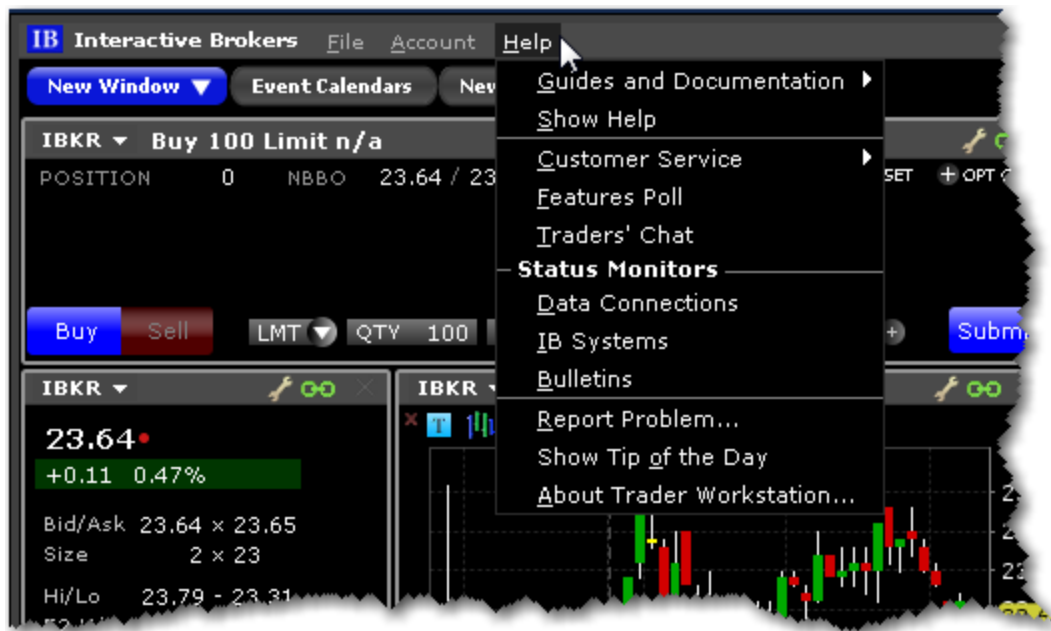 IB Interactive Brokers File Account Help
New Window Event Calendars New
Guides and Documentation
Show Help
Customer Service
Features Poll
Traders' Chat
Status Monitors
Data Connections
IB Systems
Bulletins
Report Problem...
Show Tip of the Day
About Trader Workstation...
IBKR Buy 100 Limit n/a
POSITION 0 NBBO 23.64 / 23
SET + OPT
Buy Sell LMT QTY 100 + Subm
IBKR
23.64
+0.11 0.47%
Bid/Ask 23.64 × 23.65
Size 2 × 23
Hi/Lo 23.79 - 23.31
IBKR
T